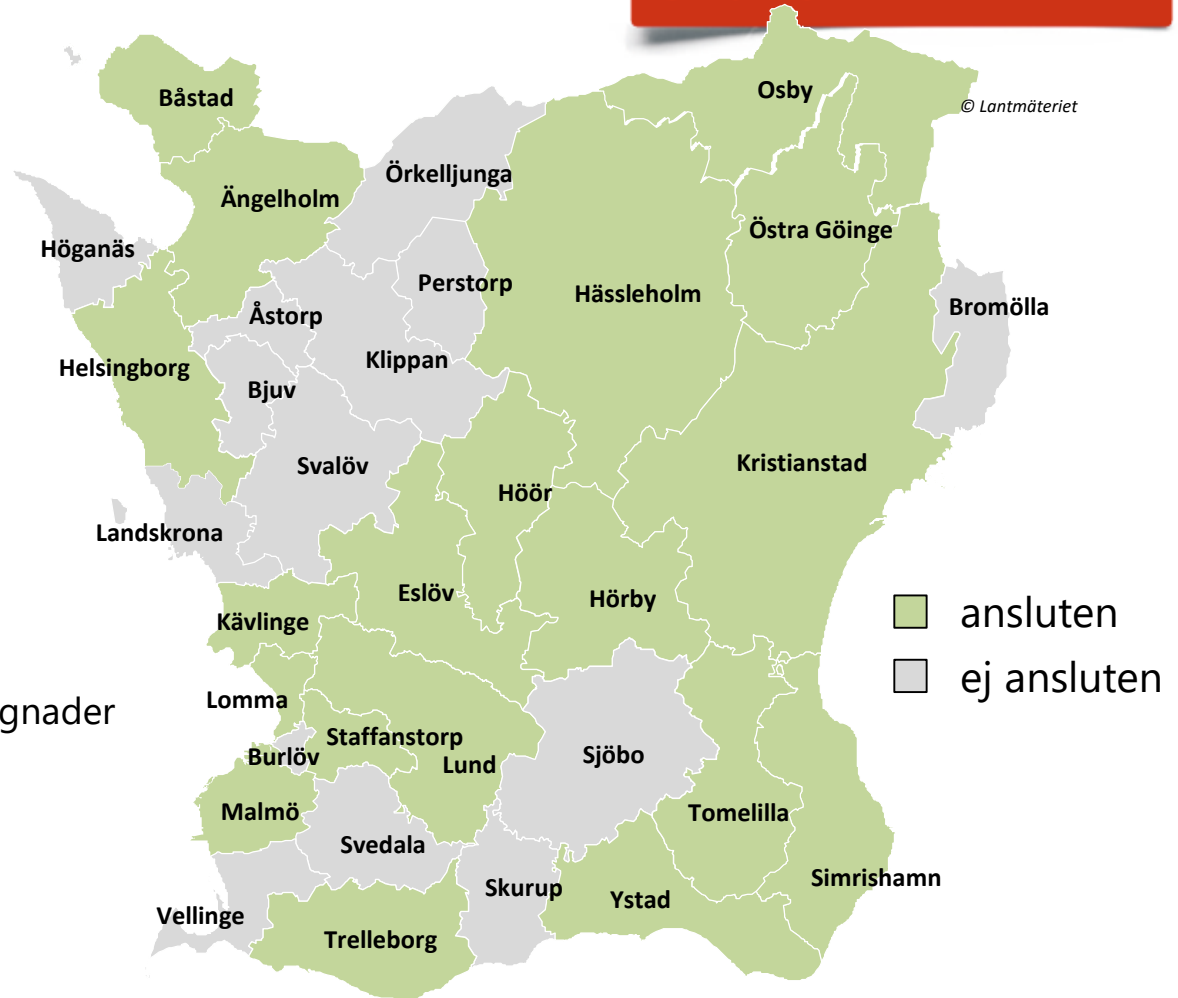 Osby
Båstad
© Lantmäteriet
Örkelljunga
Ängelholm
Östra Göinge
Höganäs
Perstorp
Hässleholm
Bromölla
Åstorp
Klippan
Helsingborg
Bjuv
Svalöv
Kristianstad
Höör
Landskrona
Eslöv
Hörby
ansluten
Kävlinge
ej ansluten
Lomma
gnader
Staffanstorp
Burlöv
Sjöbo
Lund
Malmö
Tomelilla
Svedala
Simrishamn
Skurup
Ystad
Vellinge
Trelleborg